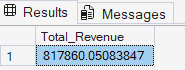 Results Messages
Total_Revenue
1 817860.05083847